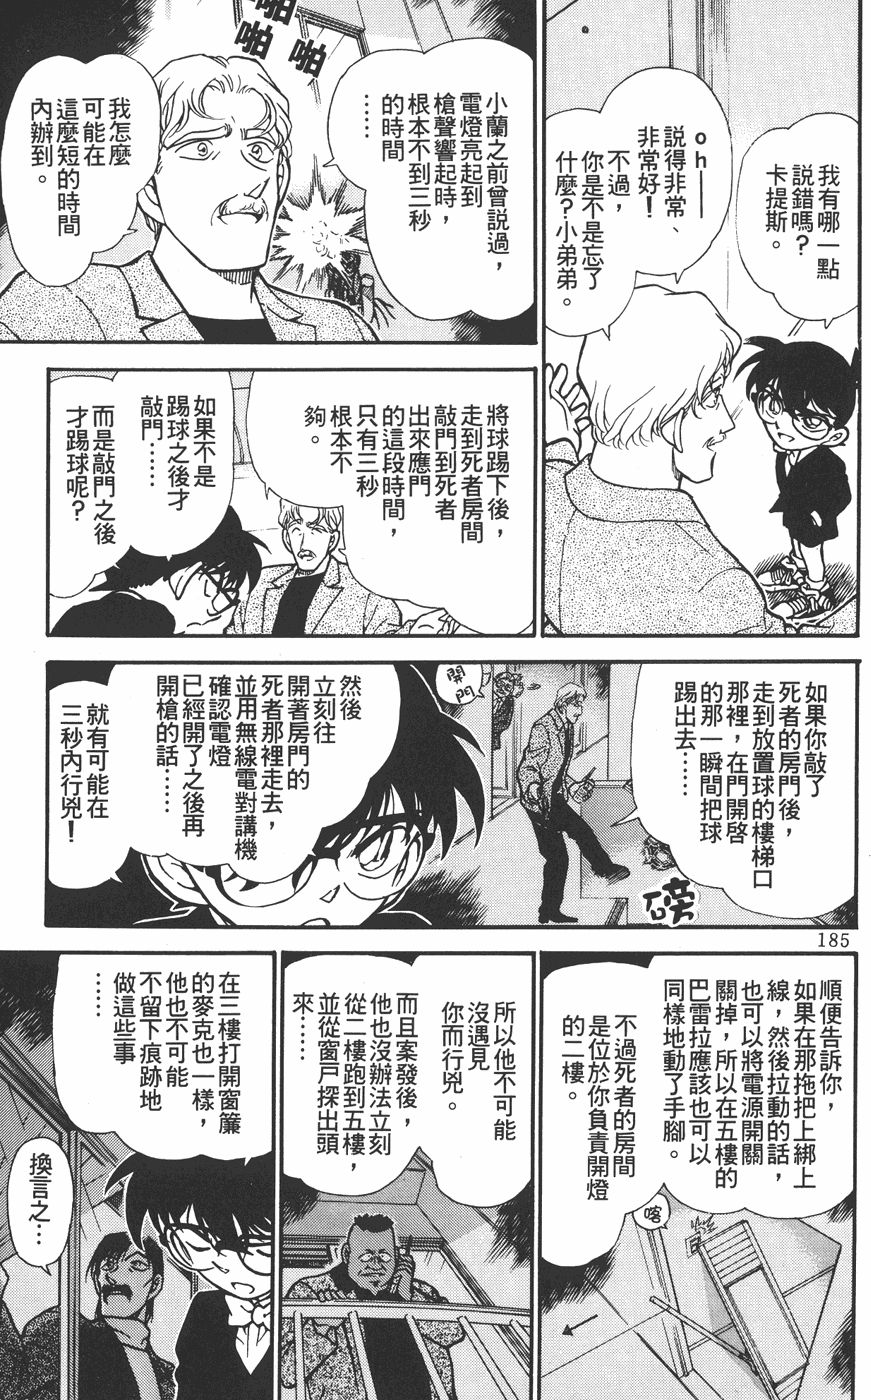 我有哪一點
說錯嗎？
卡提斯。
oh——
說得非常、
非常好！
不過，
你是不是忘了
什麼？小弟弟。
小蘭之前曾說過，
電燈亮起到
槍聲響起時，
根本不到三秒
的時間
……
啪啪
啪
啪
我怎麼
可能在
這麼短的時間
內辦到。
將球踢下後，
走到死者房間
敲門到死者
出來應門
的這段時間，
只有三秒
根本不
夠。
如果不是
踢球之後才
敲門……
而是敲門之後
才踢球呢？
如果你敲了
死者的房門後，
走到放置球的樓梯口
那裡，在門開啓
的那一瞬間把球
踢出去……
開門
磅
然後
立刻往
開著房門的
死者那裡走去，
並用無線電對講機
確認電燈
已經開了之後再
開槍的話……
就有可能在
三秒內行兇！
185
順便告訴你，
如果在那拖把上綁上
線，然後拉動的話，
也可以將電源開關
關掉，所以在五樓的
巴雷拉應該也可以
同樣地動了手腳。
不過死者的房間
是位於你負責開燈
的二樓。
喀
所以他不可能
沒遇見
你而行兇。
而且案發後，
他也沒辦法立刻
從二樓跑到五樓，
並從窗戶探出頭
來……
在三樓打開窗簾
的麥克也一樣，
他也不可能
不留下痕跡地
做這些事
……
換言之…